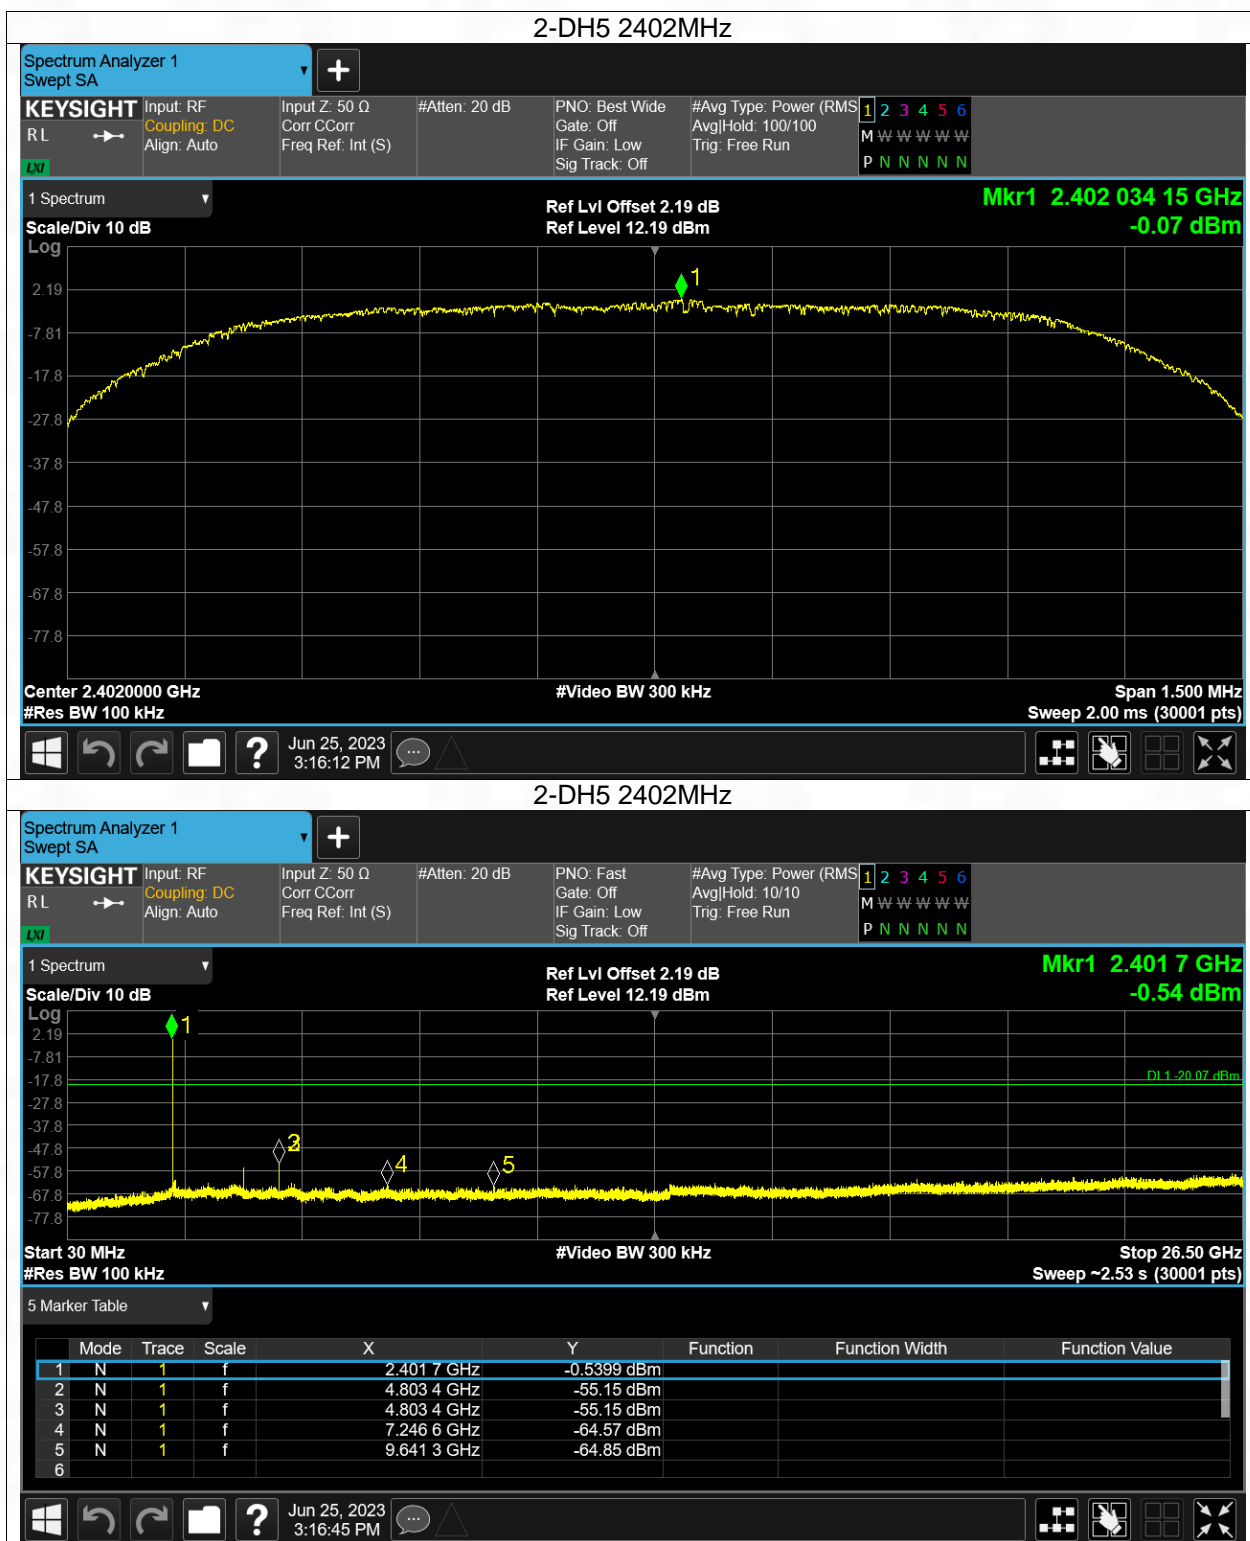 2-DH5 2402MHz
Spectrum Analyzer 1
Swept SA
KEYSIGHT
R L
LXI
Input: RF
Coupling: DC
Align: Auto
Input Z: 50 Ω
Corr CCorr
Freq Ref: Int (S)
#Atten: 20 dB
PNO: Best Wide
Gate: Off
IF Gain: Low
Sig Track: Off
#Avg Type: Power (RMS
Avg|Hold: 100/100
Trig: Free Run
1 2 3 4 5 6
M W W W W W
P N N N N N
1 Spectrum
Scale/Div 10 dB
Ref Lvl Offset 2.19 dB
Ref Level 12.19 dBm
Mkr1 2.402 034 15 GHz
-0.07 dBm
Log
1
2.19
-7.81
-17.8
-27.8
-37.8
-47.8
-57.8
-67.8
-77.8
Center 2.4020000 GHz
#Video BW 300 kHz
Span 1.500 MHz
#Res BW 100 kHz
Sweep 2.00 ms (30001 pts)
Jun 25, 2023
3:16:12 PM
2-DH5 2402MHz
Spectrum Analyzer 1
Swept SA
KEYSIGHT
R L
LXI
Input: RF
Coupling: DC
Align: Auto
Input Z: 50 Ω
Corr CCorr
Freq Ref: Int (S)
#Atten: 20 dB
PNO: Fast
Gate: Off
IF Gain: Low
Sig Track: Off
#Avg Type: Power (RMS
Avg|Hold: 10/10
Trig: Free Run
1 2 3 4 5 6
M W W W W W
P N N N N N
1 Spectrum
Scale/Div 10 dB
Ref Lvl Offset 2.19 dB
Ref Level 12.19 dBm
Mkr1 2.401 7 GHz
-0.54 dBm
Log
1
2.19
-7.81
-17.8
DL1 -20.07 dBm
-27.8
-37.8
-47.8
3
4
5
-57.8
-67.8
-77.8
Start 30 MHz
#Video BW 300 kHz
Stop 26.50 GHz
#Res BW 100 kHz
Sweep ~2.53 s (30001 pts)
5 Marker Table
Mode Trace Scale X Y Function Function Width Function Value
1 N 1 f 2.401 7 GHz -0.5399 dBm
2 N 1 f 4.803 4 GHz -55.15 dBm
3 N 1 f 4.803 4 GHz -55.15 dBm
4 N 1 f 7.246 6 GHz -64.57 dBm
5 N 1 f 9.641 3 GHz -64.85 dBm
6
Jun 25, 2023
3:16:45 PM